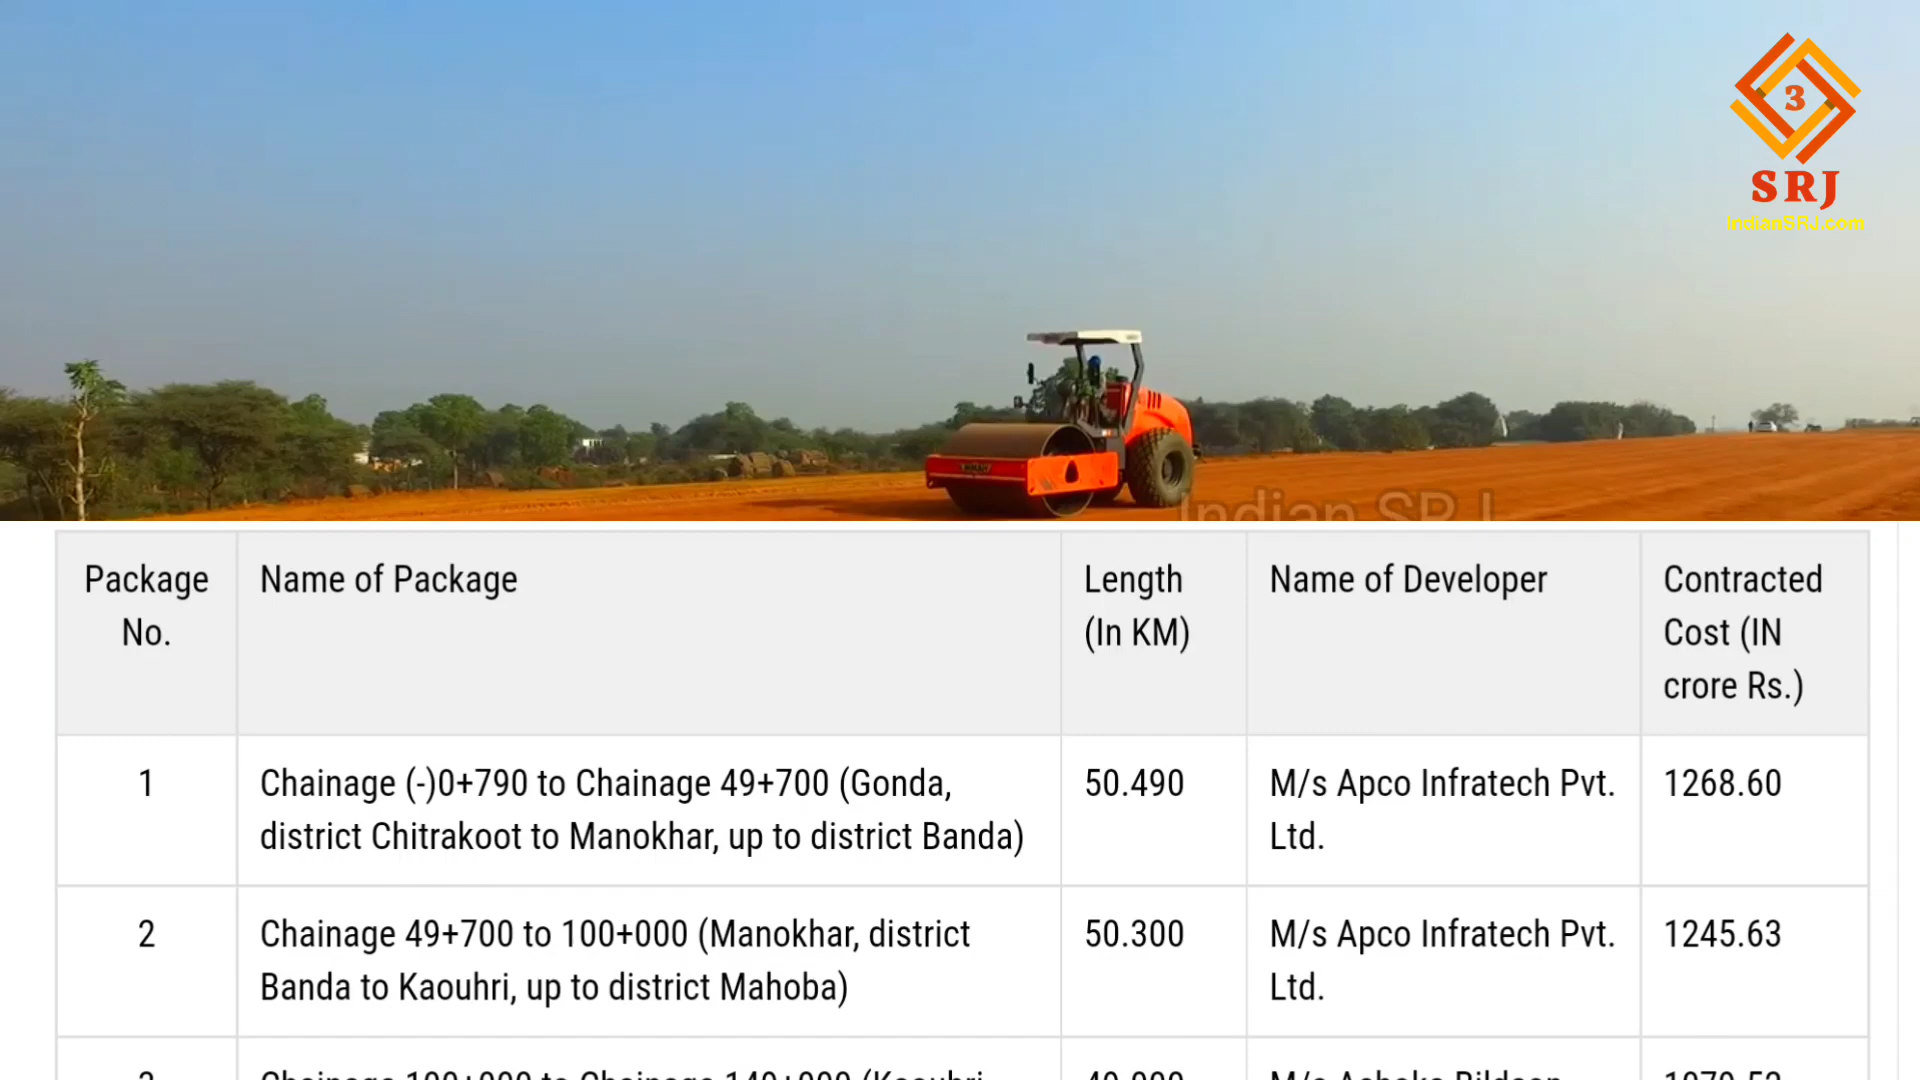 3
SRJ
IndianSRJ.com
Indian SRJ
Package No.
Name of Package
Length (In KM)
Name of Developer
Contracted Cost (IN crore Rs.)
1
Chainage (-)0+790 to Chainage 49+700 (Gonda,
district Chitrakoot to Manokhar, up to district Banda)
50.490
M/s Apco Infratech Pvt.
Ltd.
1268.60
2
Chainage 49+700 to 100+000 (Manokhar, district
Banda to Kaouhri, up to district Mahoba)
50.300
M/s Apco Infratech Pvt.
Ltd.
1245.63